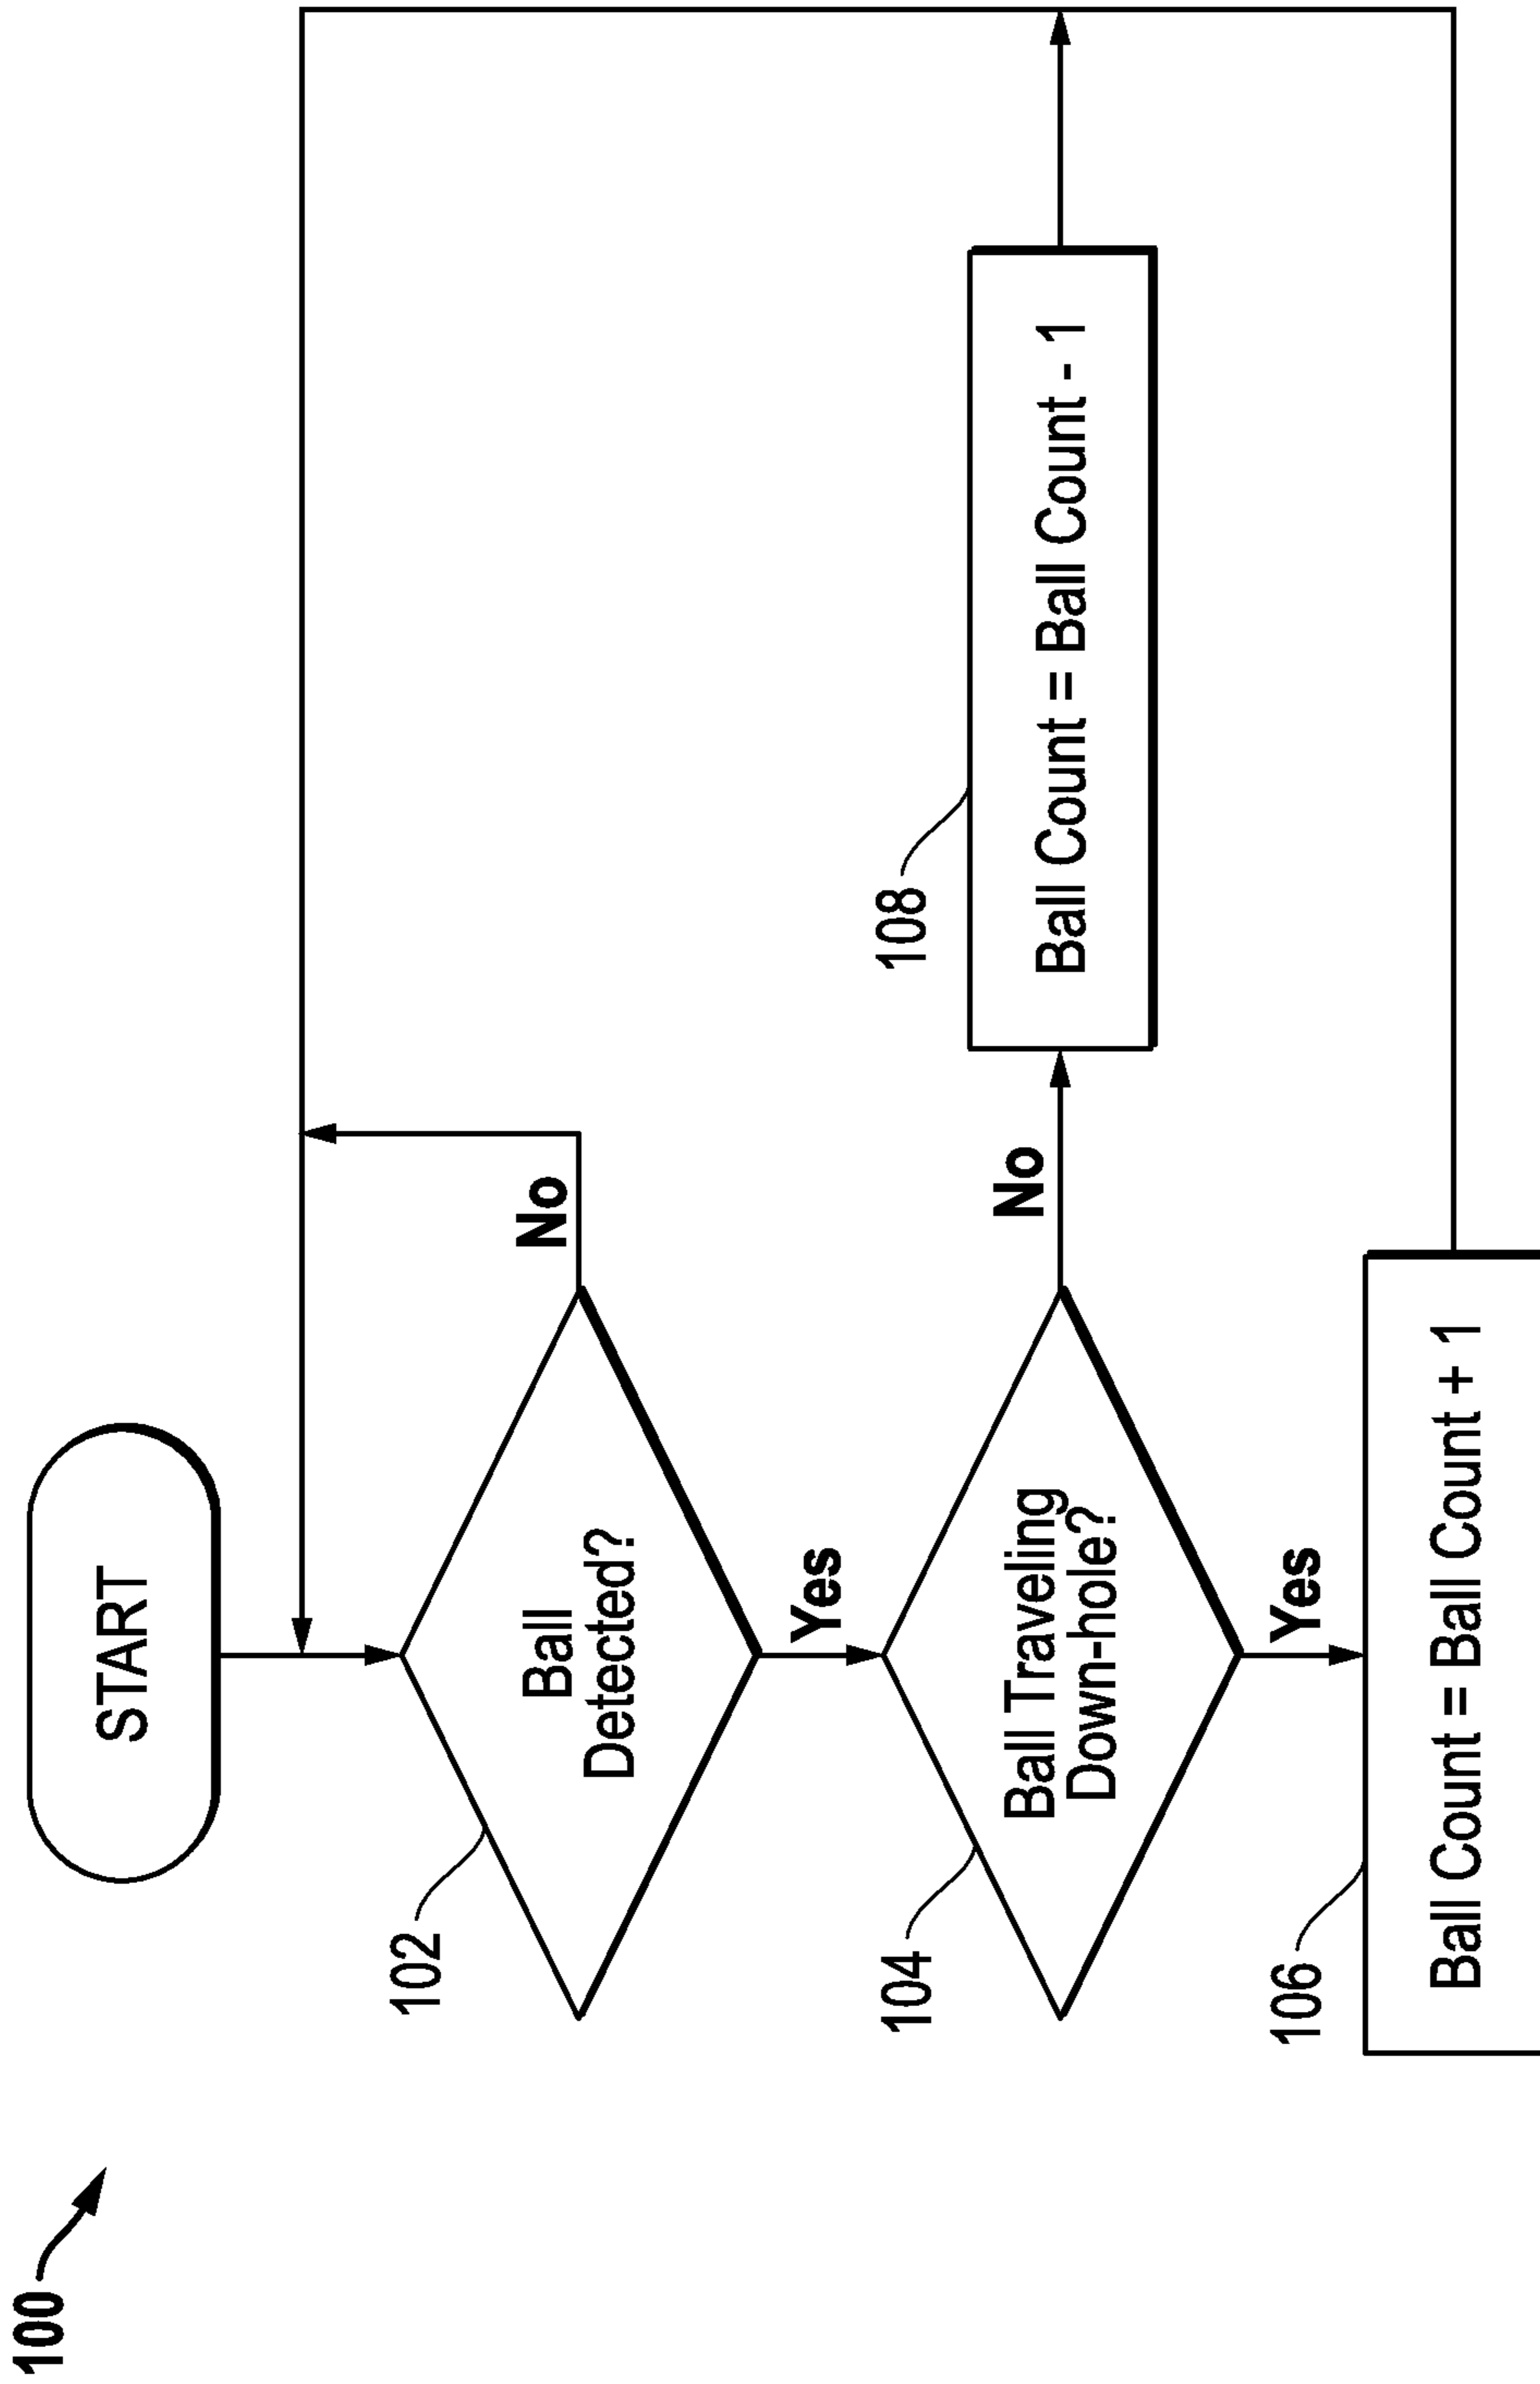 100
START
102
Ball
Detected?
No
Yes
104
Ball Traveling
Down-hole?
No
108
Ball Count = Ball Count - 1
Yes
106
Ball Count = Ball Count + 1